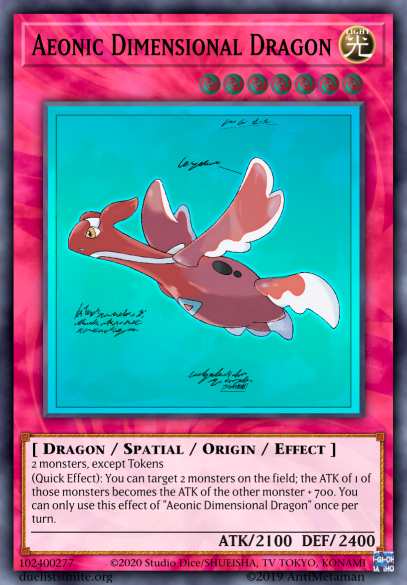 AEONIC DIMENSIONAL DRAGON
LIGHT
光
[ DRAGON / SPATIAL / ORIGIN / EFFECT ]
2 monsters, except Tokens
(Quick Effect): You can target 2 monsters on the field; the ATK of 1 of
those monsters becomes the ATK of the other monster + 700. You
can only use this effect of "Aeonic Dimensional Dragon" once per
turn.
ATK/2100 DEF/2400
102400277 ©2020 Studio Dice/SHUEISHA, TV TOKYO, KONAMI
duelistsunite.org ©2019 AntiMetaman